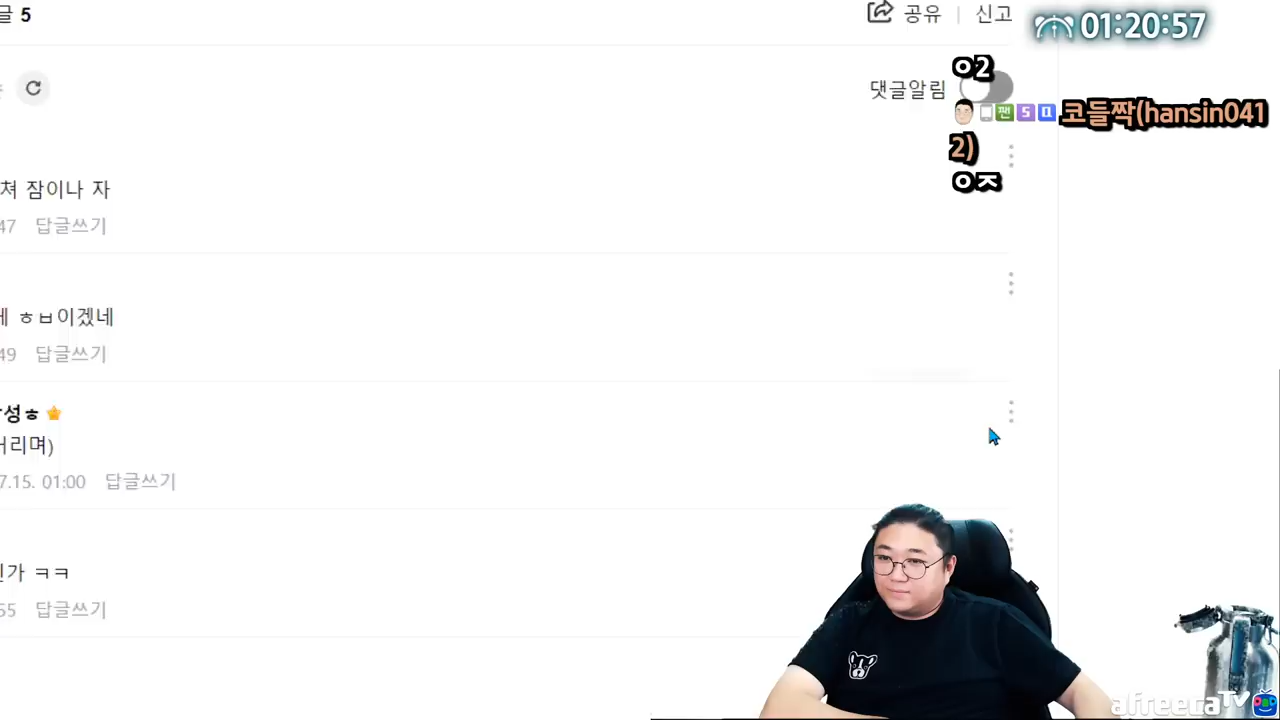 글 5
공유 | 신고
01:20:57
댓글알림
ㅇ2
짼 S 코들짝(hansin041
2)
ㅇㅈ
쳐 잠이나 자
47 답글쓰기
ㅎㅂ이겠네
49 답글쓰기
성ㅎ
거리며)
7.15. 01:00 답글쓰기
인가 ㅋㅋ
55 답글쓰기
afreecaTV